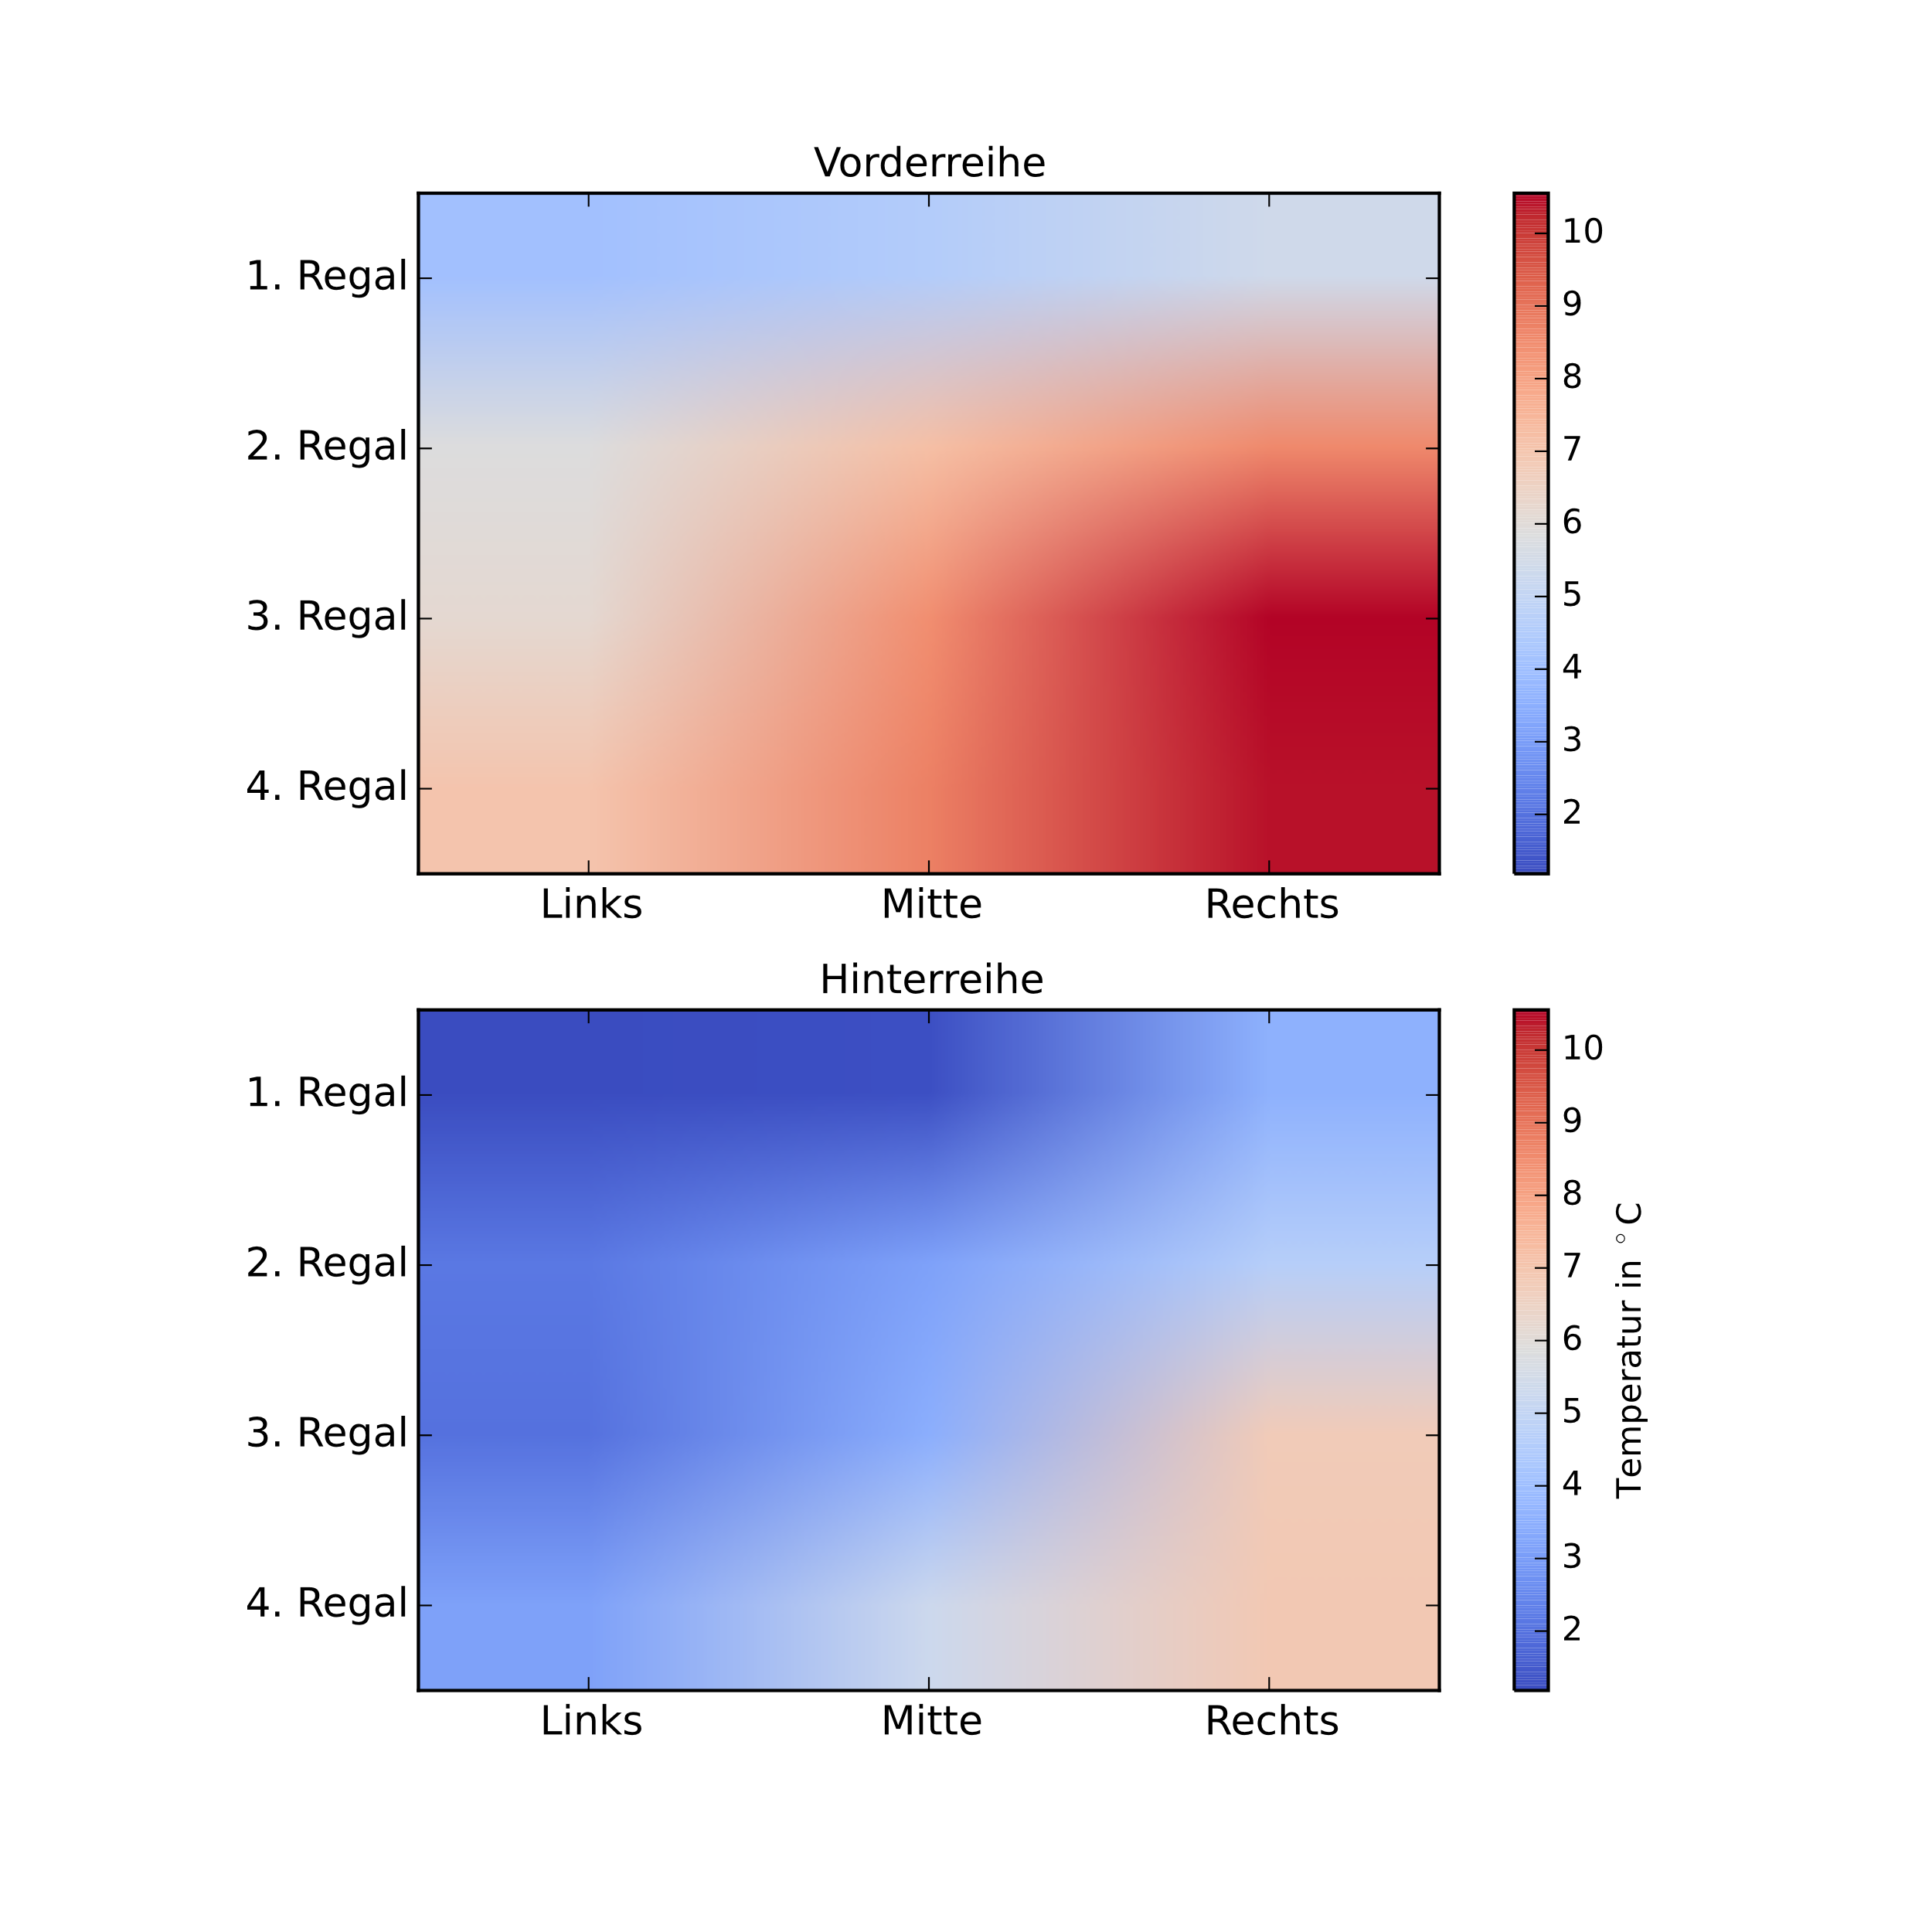 Vorderreihe
1. Regal
2. Regal
3. Regal
4. Regal
Links Mitte Rechts
10
9
8
7
6
5
4
3
2
Hinterreihe
1. Regal
2. Regal
3. Regal
4. Regal
Links Mitte Rechts
10
9
8
7
6
5
4
3
2
Temperatur in °C